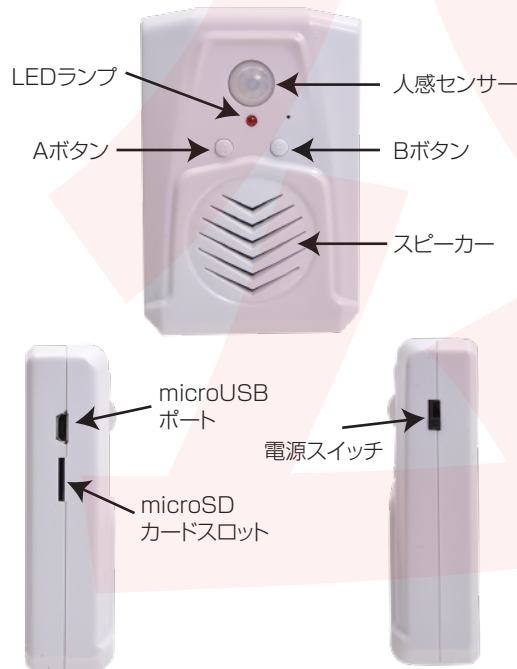 LEDランプ
人感センサー
Aボタン
Bボタン
スピーカー
microUSB
ポート
電源スイッチ
microSD
カードスロット